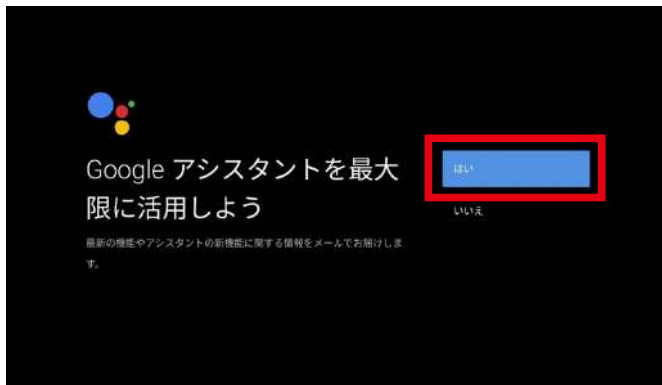 Google アシスタントを最大
限に活用しよう
最新の機能やアシスタントの新機能に関する情報をメールでお届けしま
す。
はい
いいえ